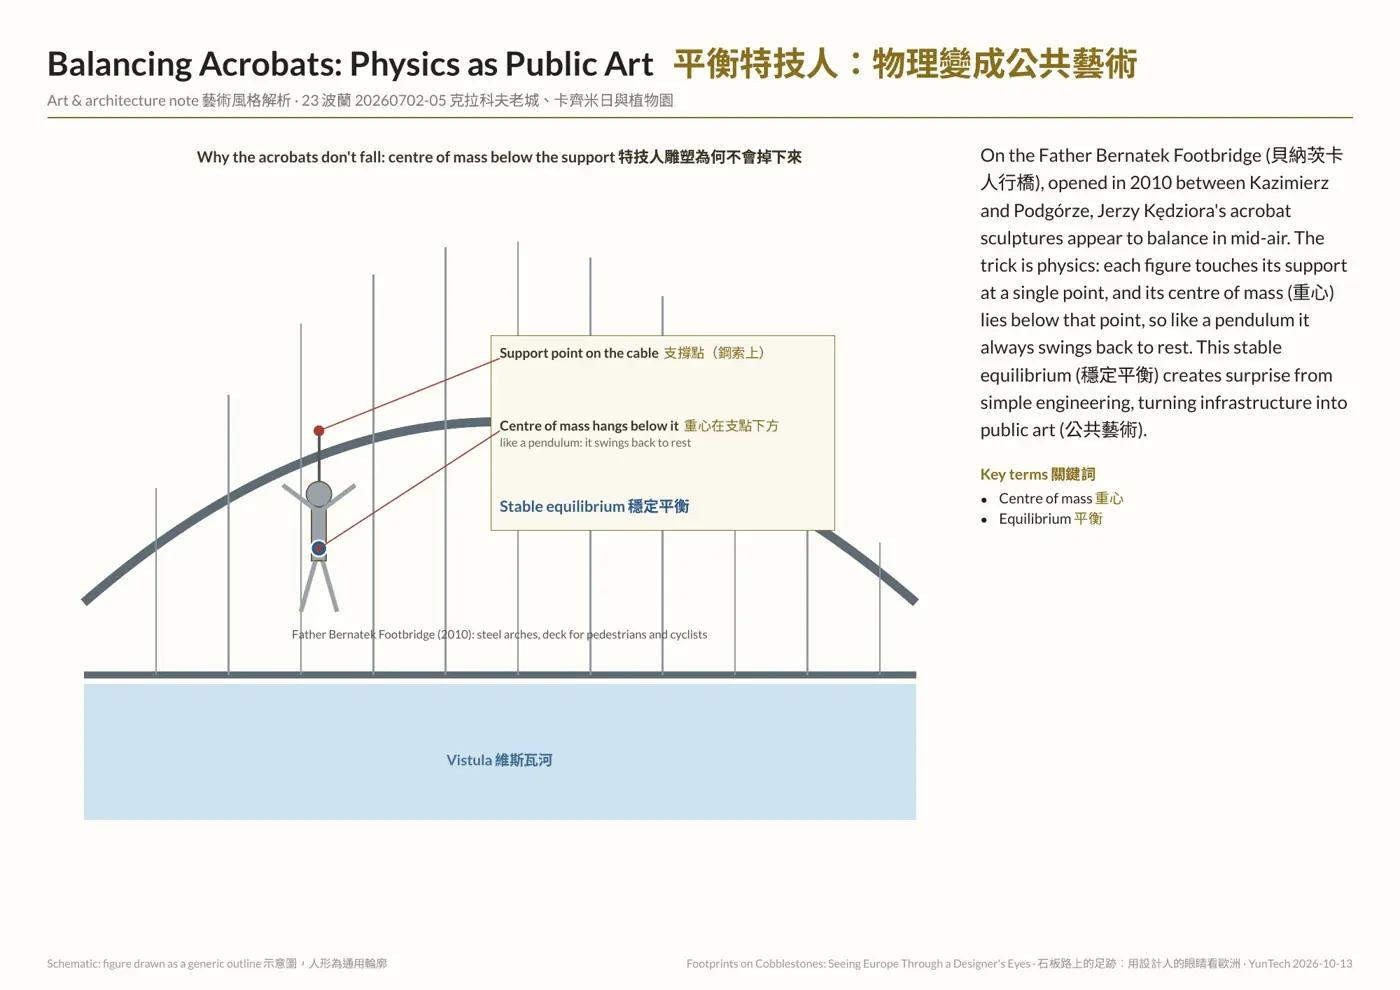 Balancing Acrobats: Physics as Public Art 平衡特技人：物理變成公共藝術
Art & architecture note 藝術風格解析 · 23 波蘭 20260702-05 克拉科夫老城、卡齊米日與植物園
Why the acrobats don't fall: centre of mass below the support 特技人雕塑為何不會掉下來
Support point on the cable 支撐點（鋼索上）
Centre of mass hangs below it 重心在支點下方
like a pendulum: it swings back to rest
Stable equilibrium 穩定平衡
Father Bernatek Footbridge (2010): steel arches, deck for pedestrians and cyclists
Vistula 維斯瓦河
On the Father Bernatek Footbridge (貝納茨卡
人行橋), opened in 2010 between Kazimierz
and Podgórze, Jerzy Kędziora's acrobat
sculptures appear to balance in mid-air. The
trick is physics: each figure touches its support
at a single point, and its centre of mass (重心)
lies below that point, so like a pendulum it
always swings back to rest. This stable
equilibrium (穩定平衡) creates surprise from
simple engineering, turning infrastructure into
public art (公共藝術).
Key terms 關鍵詞
• Centre of mass 重心
• Equilibrium 平衡
Schematic: figure drawn as a generic outline 示意圖，人形為通用輪廓
Footprints on Cobblestones: Seeing Europe Through a Designer's Eyes · 石板路上的足跡：用設計人的眼睛看歐洲 · YunTech 2026-10-13